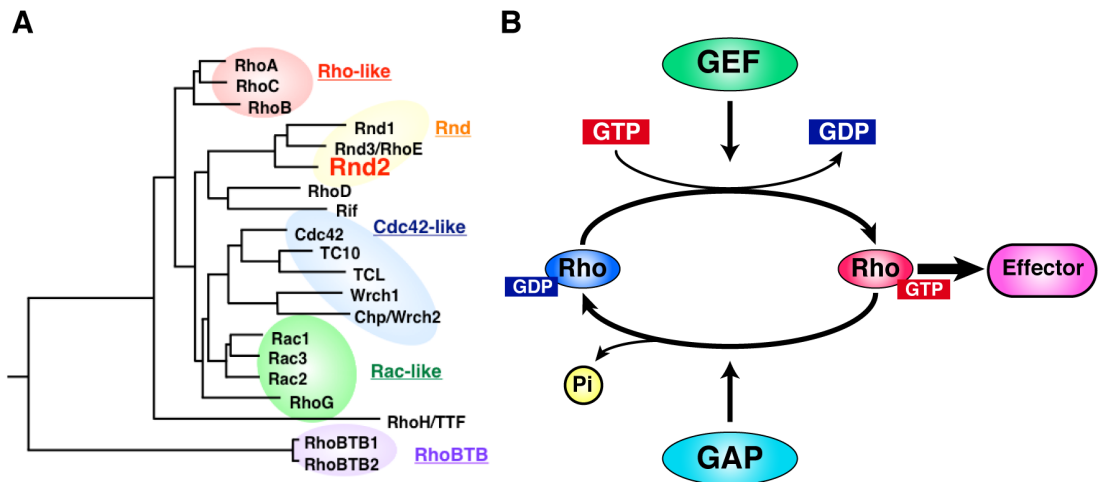 A
RhoA
RhoC
RhoB
Rho-like
Rnd1
Rnd3/RhoE
Rnd2
Rnd
RhoD
Rif
Cdc42-like
Cdc42
TC10
TCL
Wrch1
Chp/Wrch2
Rac1
Rac3
Rac2
RhoG
Rac-like
RhoH/TTF
RhoBTB1
RhoBTB2
RhoBTB
B
GEF
GTP
GDP
Rho
GDP
Rho
GTP
Effector
Pi
GAP